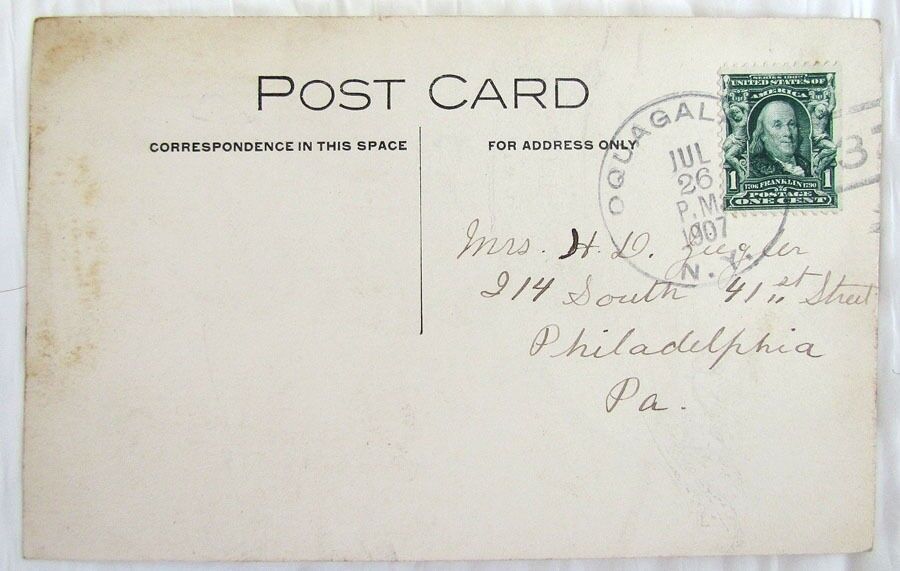 POST CARD
CORRESPONDENCE IN THIS SPACE
FOR ADDRESS ONLY
OQUAGAL
JUL
26
P.M.
1907
N.Y.
SERIES 1902
UNITED STATES OF
AMERICA
1 1706 FRANKLIN 1790 1
POSTAGE
ONE CENT
Mrs. H. D.
214 South 41st Street
Philadelphia
Pa.